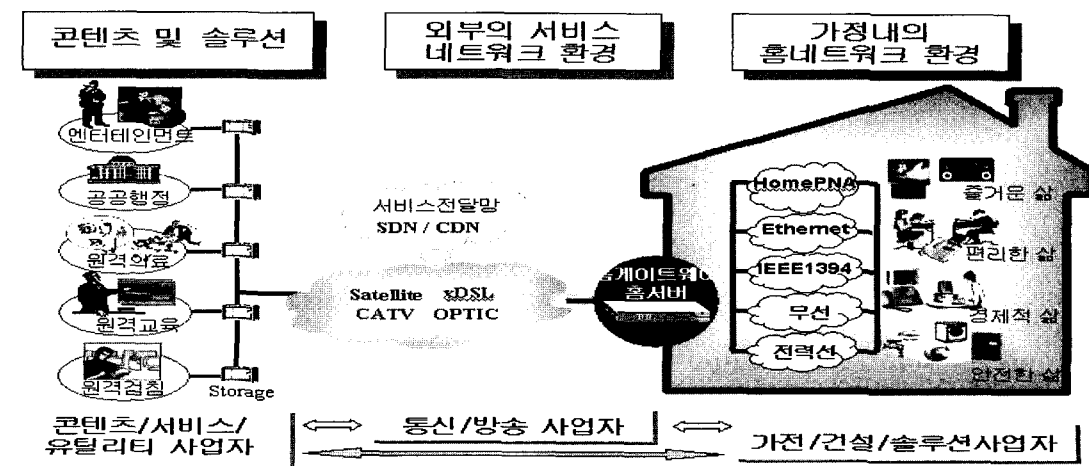 콘텐츠 및 솔루션
외부의 서비스
네트워크 환경
가정내의
홈네트워크 환경
엔터테인먼트
공공행정
원격의료
원격교육
원격검침
Storage
서비스전달망
SDN / CDN
Satellite xDSL
CATV OPTIC
홈게이트웨이
홈서버
HomePNA
Ethernet
IEEE1394
무선
전력선
즐거운 삶
편리한 삶
경제적 삶
안전한 삶
콘텐츠/서비스/
유틸리티 사업자
통신/방송 사업자
가전/건설/솔루션사업자